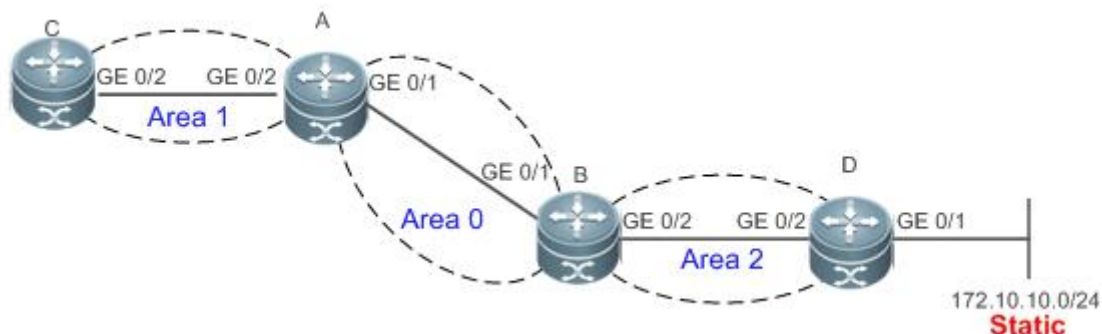 C
A
GE 0/2
GE 0/2
GE 0/1
Area 1
GE 0/1
B
D
Area 0
GE 0/2
GE 0/2
GE 0/1
Area 2
172.10.10.0/24
Static